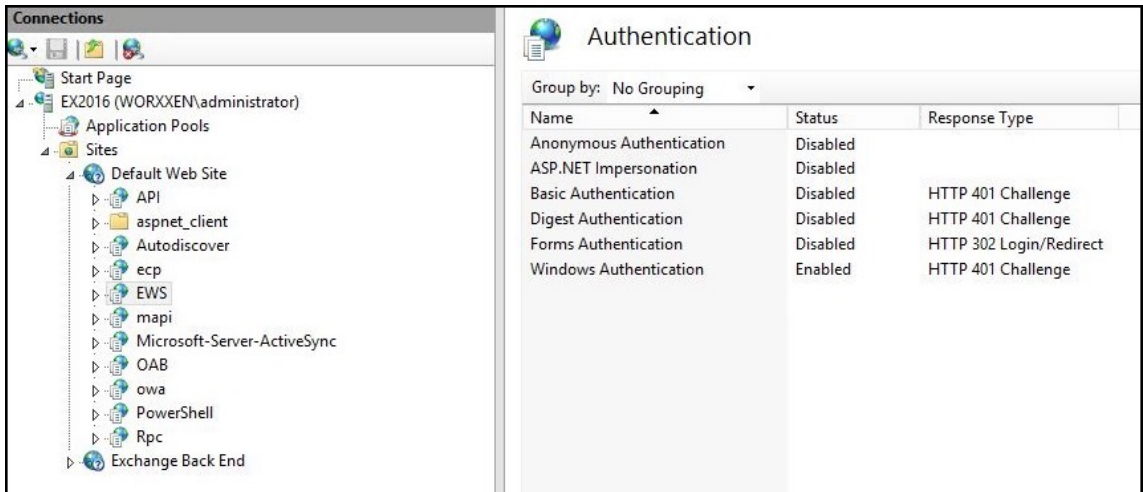 Connections
Start Page
EX2016 (WORXXEN\administrator)
Application Pools
Sites
Default Web Site
API
aspnet_client
Autodiscover
ecp
EWS
mapi
Microsoft-Server-ActiveSync
OAB
owa
PowerShell
Rpc
Exchange Back End
Authentication
Group by: No Grouping
Name Status Response Type
Anonymous Authentication Disabled
ASP.NET Impersonation Disabled
Basic Authentication Disabled HTTP 401 Challenge
Digest Authentication Disabled HTTP 401 Challenge
Forms Authentication Disabled HTTP 302 Login/Redirect
Windows Authentication Enabled HTTP 401 Challenge